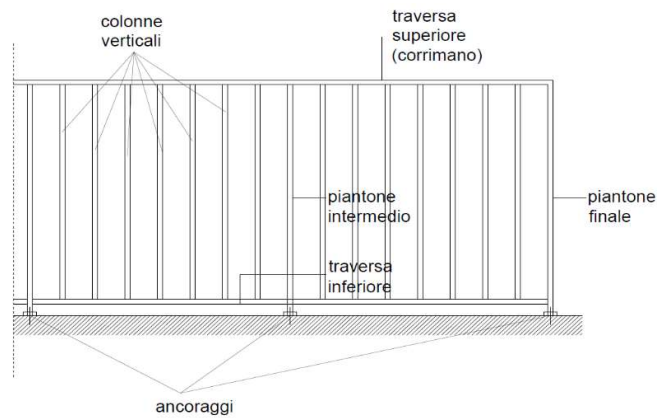 colonne
verticali
traversa
superiore
(corrimano)
piantone
intermedio
piantone
finale
traversa
inferiore
ancoraggi